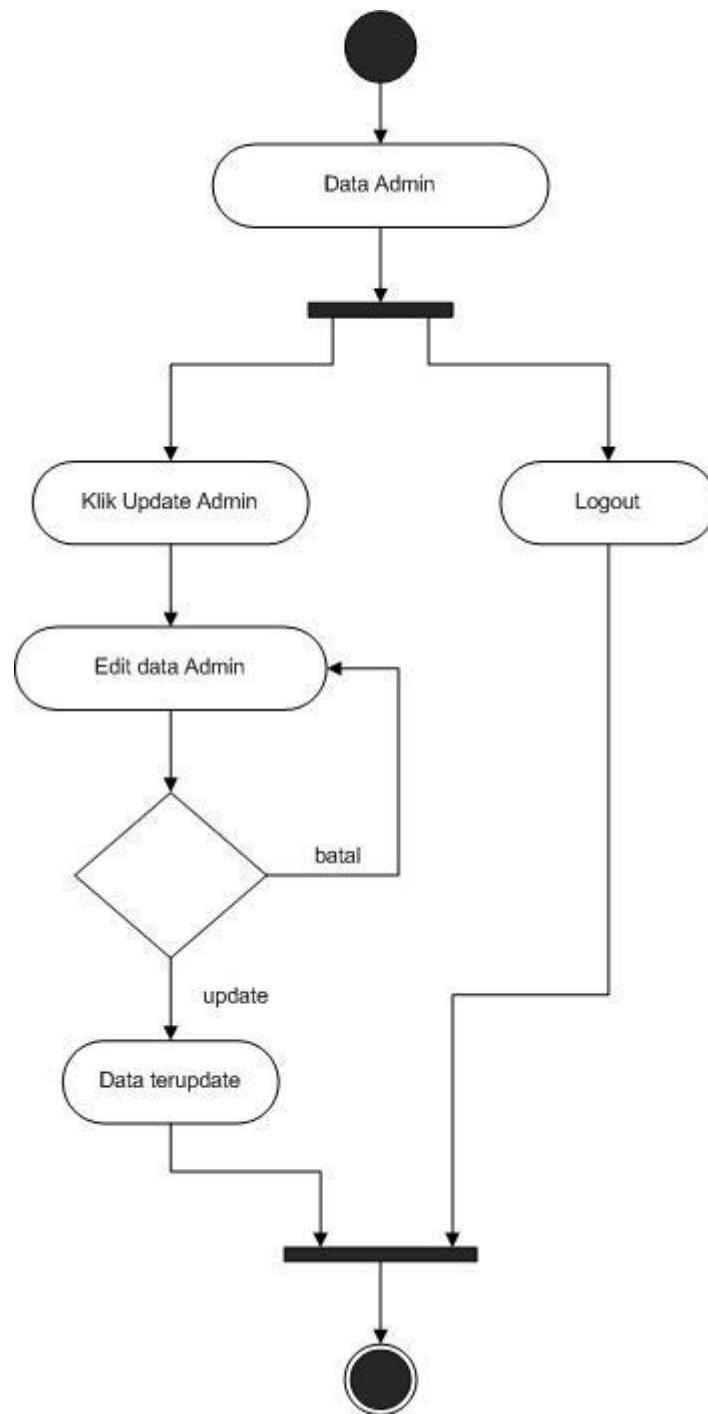 Data Admin
Klik Update Admin
Logout
Edit data Admin
batal
update
Data terupdate